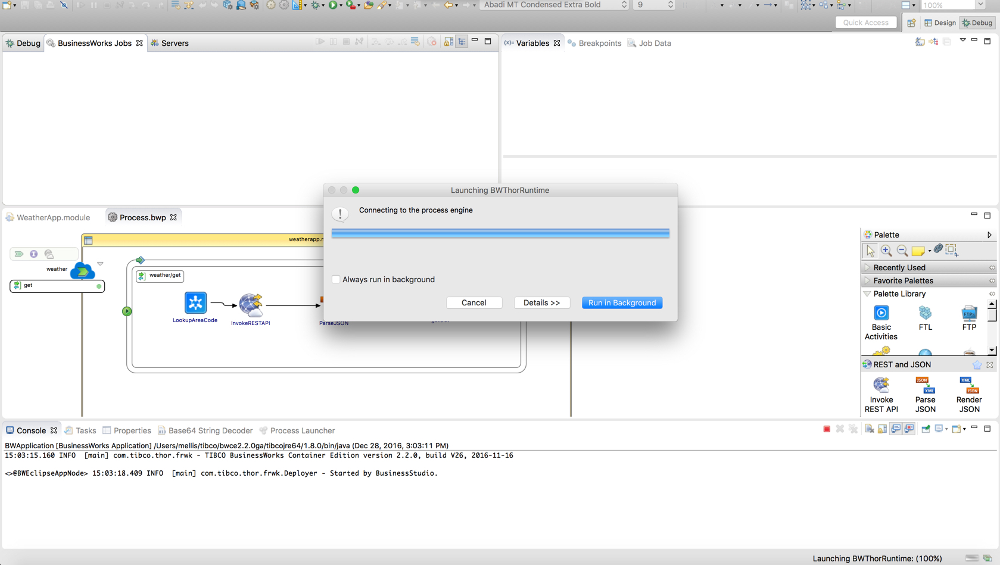 Abadi MT Condensed Extra Bold
9
100%
Quick Access
Design
Debug
Debug
BusinessWorks Jobs
Servers
(x)= Variables
Breakpoints
Job Data
Launching BWThorRuntime
Connecting to the process engine
Always run in background
Cancel
Details >>
Run in Background
WeatherApp.module
Process.bwp
weatherapp.m
weather
get
weather/get
LookupAreaCode
InvokeRESTAPI
ParseJSON
Palette
Recently Used
Favorite Palettes
Palette Library
Basic
Activities
FTL
FTP
REST and JSON
Invoke
REST API
Parse
JSON
Render
JSON
Console
Tasks
Properties
Base64 String Decoder
Process Launcher
BWApplication [BusinessWorks Application] /Users/mellis/tibco/bwce2.2.0ga/tibcojre64/1.8.0/bin/java (Dec 28, 2016, 3:03:11 PM)
15:03:15.160 INFO  [main] com.tibco.thor.frwk - TIBCO BusinessWorks Container Edition version 2.2.0, build V26, 2016-11-16
<>@BWEclipseAppNode> 15:03:18.409 INFO  [main] com.tibco.thor.frwk.Deployer - Started by BusinessStudio.
Launching BWThorRuntime: (100%)